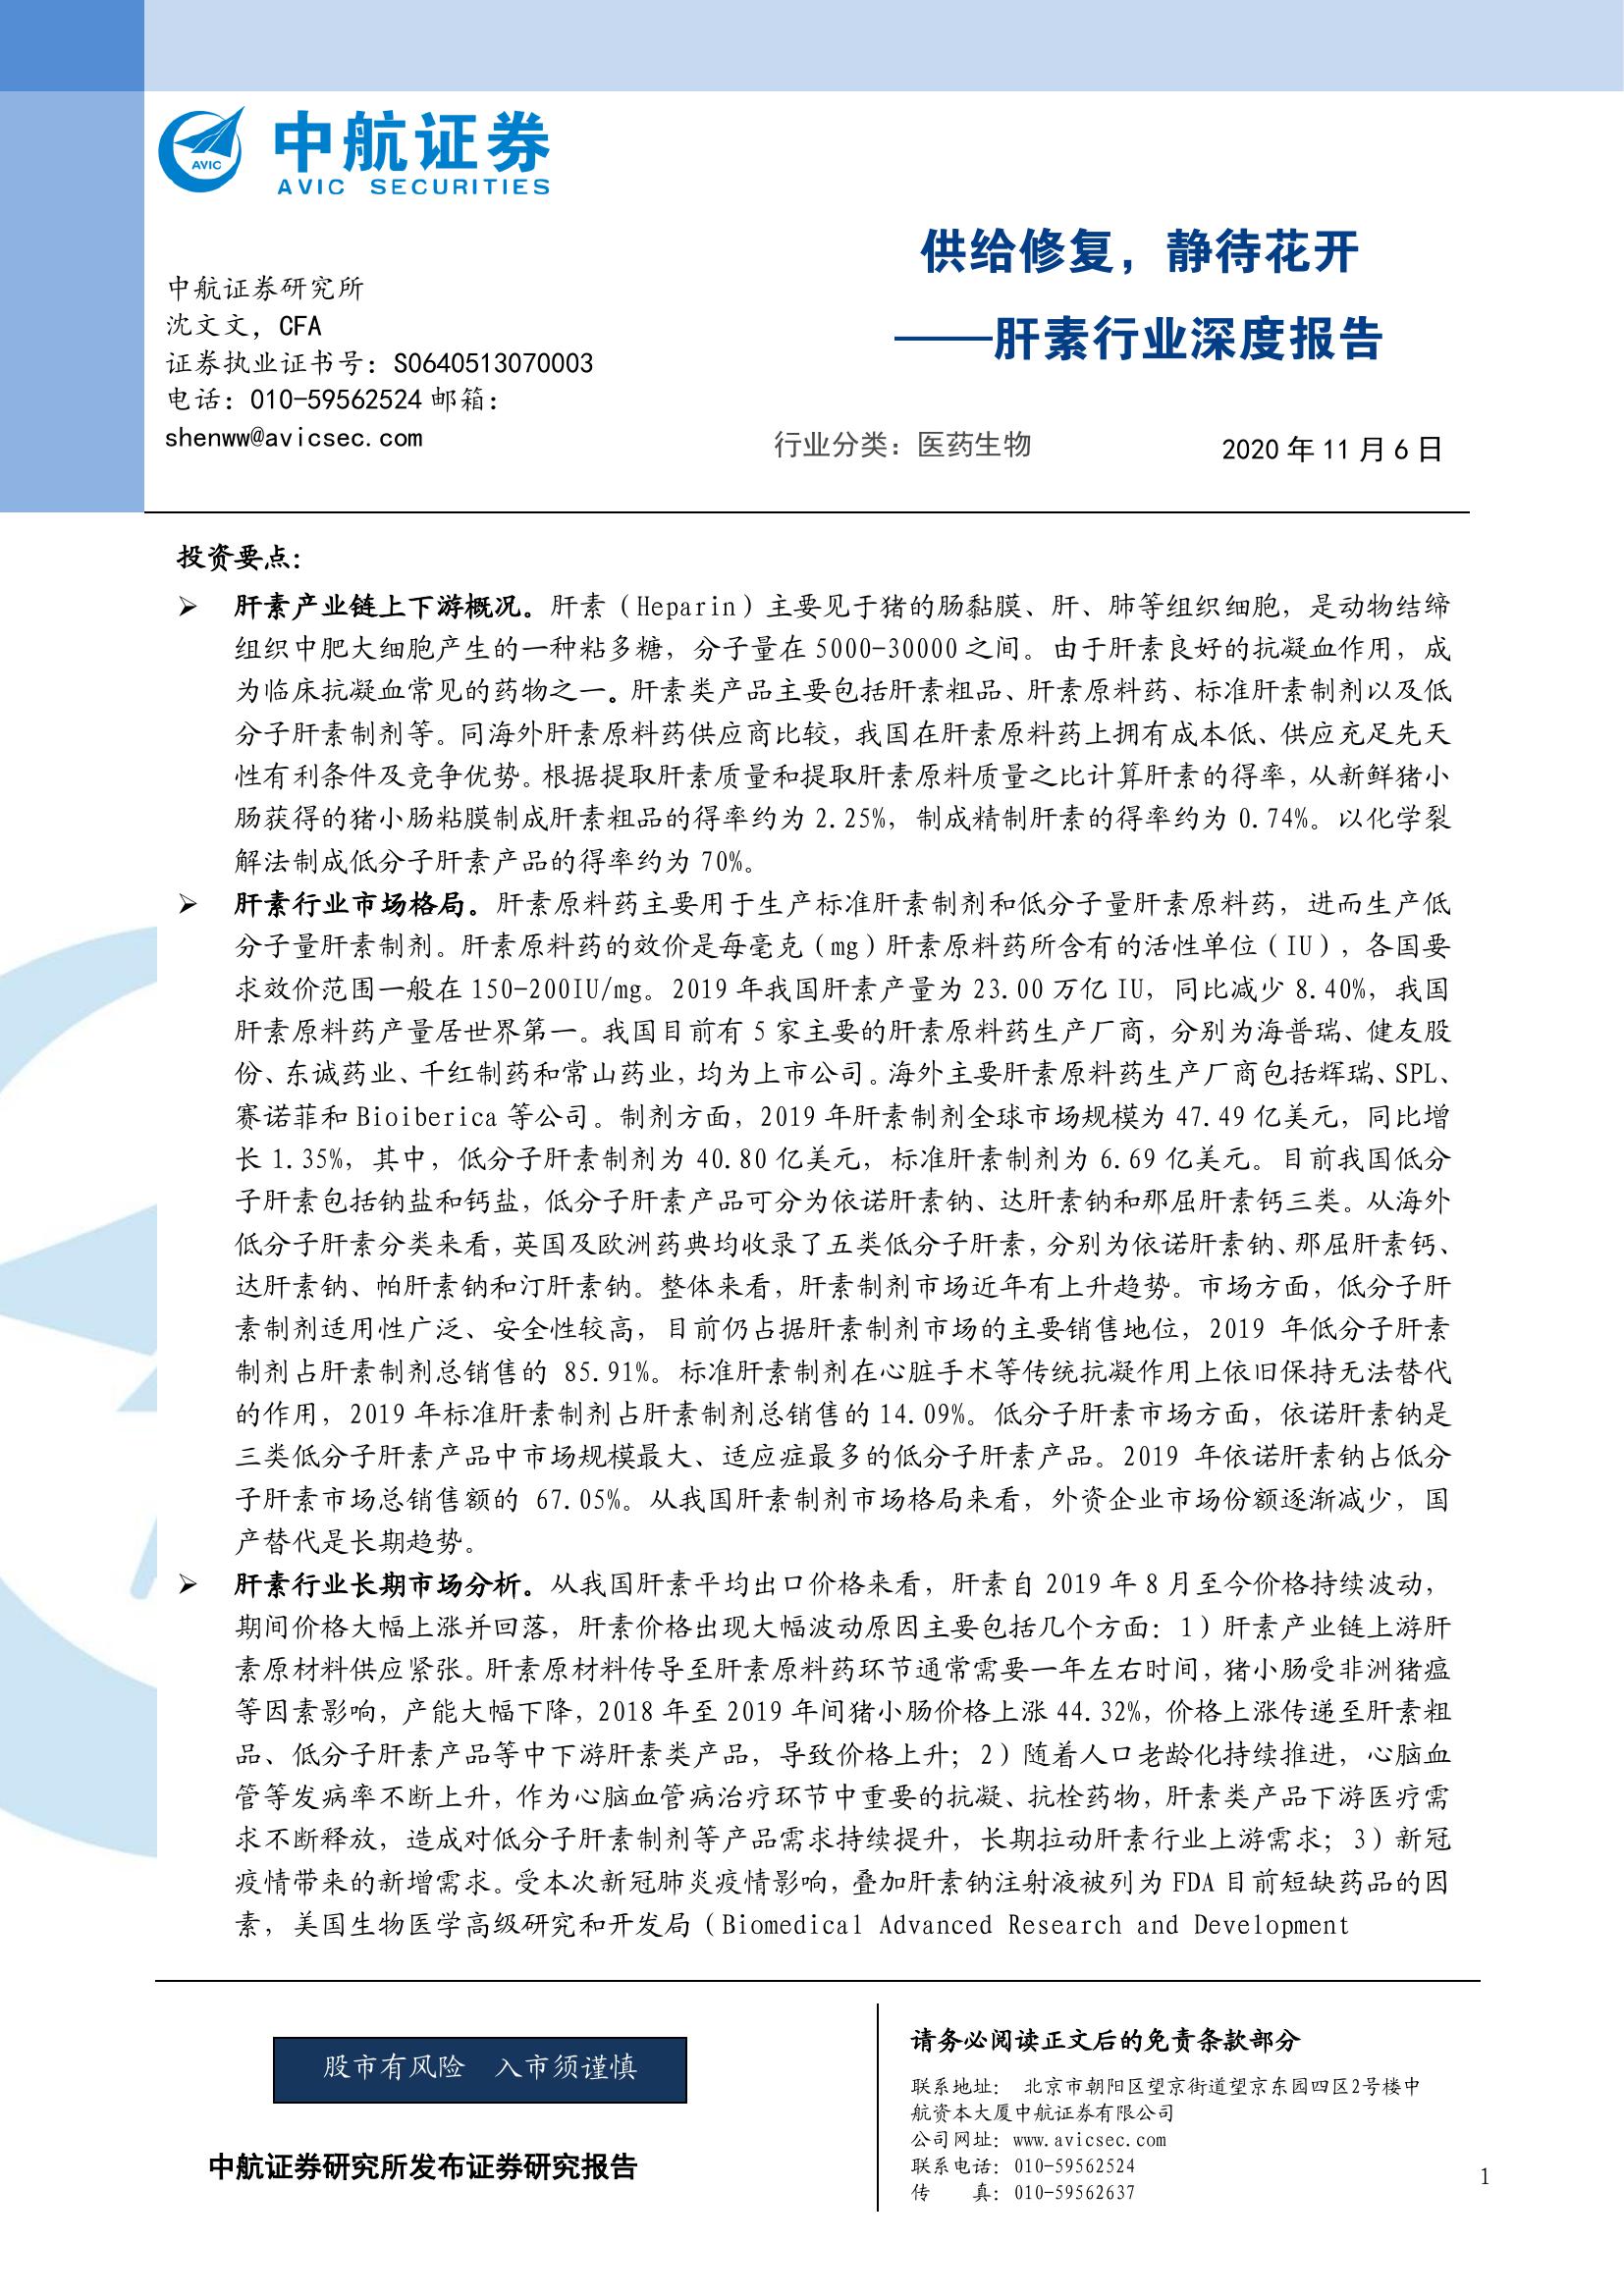 AVIC
中航证券
AVIC SECURITIES
供给修复，静待花开
——肝素行业深度报告
中航证券研究所
沈文文，CFA
证券执业证书号：S0640513070003
电话：010-59562524 邮箱：
shenww@avicsec.com
行业分类：医药生物
2020 年 11 月 6 日
投资要点：
➢ 肝素产业链上下游概况。肝素（Heparin）主要见于猪的肠黏膜、肝、肺等组织细胞，是动物结缔
组织中肥大细胞产生的一种粘多糖，分子量在 5000-30000 之间。由于肝素良好的抗凝血作用，成
为临床抗凝血常见的药物之一。肝素类产品主要包括肝素粗品、肝素原料药、标准肝素制剂以及低
分子肝素制剂等。同海外肝素原料药供应商比较，我国在肝素原料药上拥有成本低、供应充足先天
性有利条件及竞争优势。根据提取肝素质量和提取肝素原料质量之比计算肝素的得率，从新鲜猪小
肠获得的猪小肠粘膜制成肝素粗品的得率约为 2.25%，制成精制肝素的得率约为 0.74%。以化学裂
解法制成低分子肝素产品的得率约为 70%。
➢ 肝素行业市场格局。肝素原料药主要用于生产标准肝素制剂和低分子量肝素原料药，进而生产低
分子量肝素制剂。肝素原料药的效价是每毫克（mg）肝素原料药所含有的活性单位（IU），各国要
求效价范围一般在 150-200IU/mg。2019 年我国肝素产量为 23.00 万亿 IU，同比减少 8.40%，我国
肝素原料药产量居世界第一。我国目前有 5 家主要的肝素原料药生产厂商，分别为海普瑞、健友股
份、东诚药业、千红制药和常山药业，均为上市公司。海外主要肝素原料药生产厂商包括辉瑞、SPL、
赛诺菲和 Bioiberica 等公司。制剂方面，2019 年肝素制剂全球市场规模为 47.49 亿美元，同比增
长 1.35%，其中，低分子肝素制剂为 40.80 亿美元，标准肝素制剂为 6.69 亿美元。目前我国低分
子肝素包括钠盐和钙盐，低分子肝素产品可分为依诺肝素钠、达肝素钠和那屈肝素钙三类。从海外
低分子肝素分类来看，英国及欧洲药典均收录了五类低分子肝素，分别为依诺肝素钠、那屈肝素钙、
达肝素钠、帕肝素钠和汀肝素钠。整体来看，肝素制剂市场近年有上升趋势。市场方面，低分子肝
素制剂适用性广泛、安全性较高，目前仍占据肝素制剂市场的主要销售地位，2019 年低分子肝素
制剂占肝素制剂总销售的 85.91%。标准肝素制剂在心脏手术等传统抗凝作用上依旧保持无法替代
的作用，2019 年标准肝素制剂占肝素制剂总销售的 14.09%。低分子肝素市场方面，依诺肝素钠是
三类低分子肝素产品中市场规模最大、适应症最多的低分子肝素产品。2019 年依诺肝素钠占低分
子肝素市场总销售额的 67.05%。从我国肝素制剂市场格局来看，外资企业市场份额逐渐减少，国
产替代是长期趋势。
➢ 肝素行业长期市场分析。从我国肝素平均出口价格来看，肝素自 2019 年 8 月至今价格持续波动，
期间价格大幅上涨并回落，肝素价格出现大幅波动原因主要包括几个方面：1）肝素产业链上游肝
素原材料供应紧张。肝素原材料传导至肝素原料药环节通常需要一年左右时间，猪小肠受非洲猪瘟
等因素影响，产能大幅下降，2018 年至 2019 年间猪小肠价格上涨 44.32%，价格上涨传递至肝素粗
品、低分子肝素产品等中下游肝素类产品，导致价格上升；2）随着人口老龄化持续推进，心脑血
管等发病率不断上升，作为心脑血管病治疗环节中重要的抗凝、抗栓药物，肝素类产品下游医疗需
求不断释放，造成对低分子肝素制剂等产品需求持续提升，长期拉动肝素行业上游需求；3）新冠
疫情带来的新增需求。受本次新冠肺炎疫情影响，叠加肝素钠注射液被列为 FDA 目前短缺药品的因
素，美国生物医学高级研究和开发局（Biomedical Advanced Research and Development
股市有风险 入市须谨慎
中航证券研究所发布证券研究报告
请务必阅读正文后的免责条款部分
联系地址： 北京市朝阳区望京街道望京东园四区2号楼中
航资本大厦中航证券有限公司
公司网址：www.avicsec.com
联系电话：010-59562524
传 真：010-59562637
1